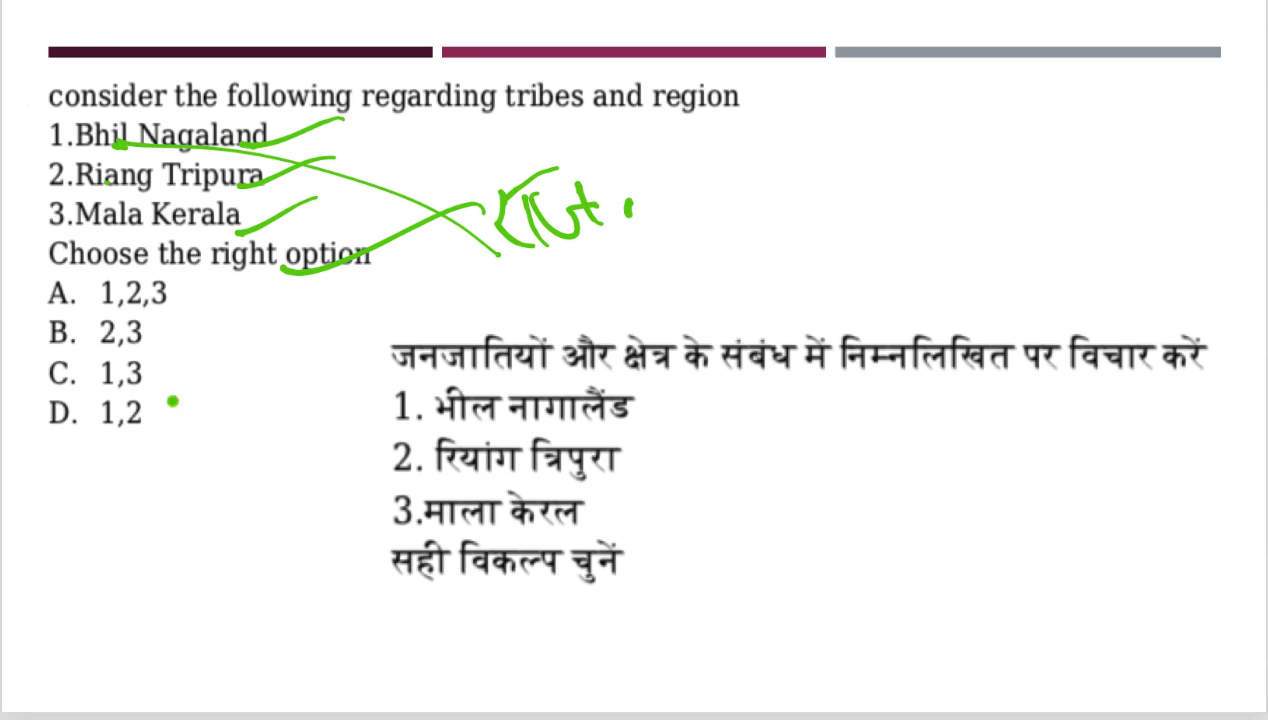 consider the following regarding tribes and region
1.Bhil Nagaland
2.Riang Tripura
3.Mala Kerala
Choose the right option
A. 1,2,3
B. 2,3
C. 1,3
D. 1,2
जनजातियों और क्षेत्र के संबंध में निम्नलिखित पर विचार करें
1. भील नागालैंड
2. रियांग त्रिपुरा
3.माला केरल
सही विकल्प चुनें